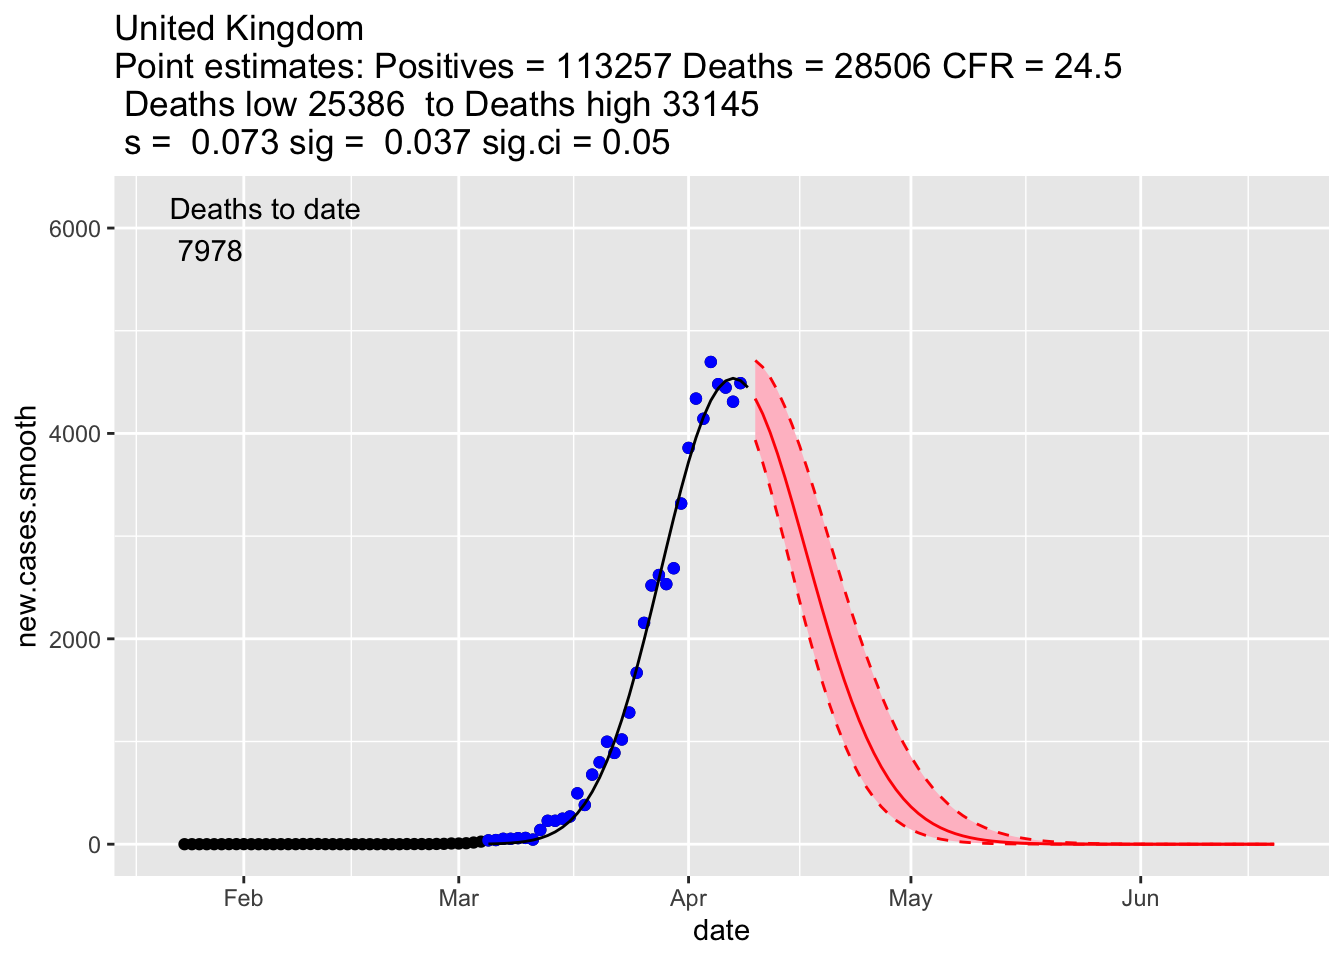 United Kingdom
Point estimates: Positives = 113257 Deaths = 28506 CFR = 24.5
Deaths low 25386  to Deaths high 33145
s =  0.073 sig =  0.037 sig.ci = 0.05
Deaths to date
7978
6000
4000
2000
0
new.cases.smooth
Feb Mar Apr May Jun
date